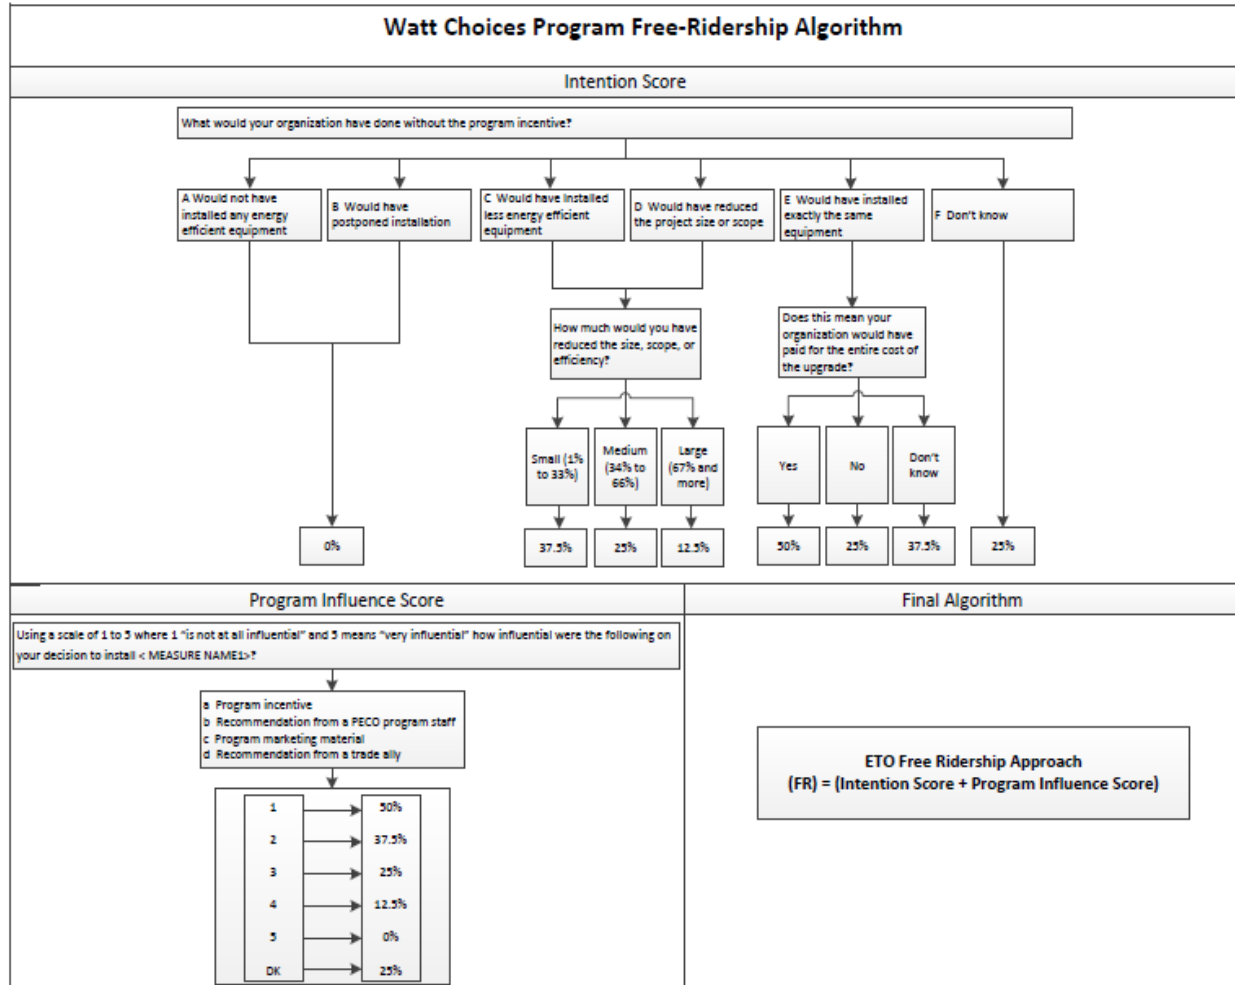 Watt Choices Program Free-Ridership Algorithm
Intention Score
What would your organization have done without the program incentive?
A Would not have
installed any energy
efficient equipment
B Would have
postponed installation
C Would have installed
less energy efficient
equipment
D Would have reduced
the project size or scope
E Would have installed
exactly the same
equipment
F Don't know
How much would you have
reduced the size, scope, or
efficiency?
Does this mean your
organization would have
paid for the entire cost of
the upgrade?
Small (1%
to 33%)
Medium
(34% to
66%)
Large
(67% and
more)
Yes
No
Don't
know
0%
37.5%
25%
12.5%
50%
25%
37.5%
25%
Program Influence Score
Using a scale of 1 to 5 where 1 "is not at all influential" and 5 means "very influential" how influential were the following on
your decision to install < MEASURE NAME1>?
a Program incentive
b Recommendation from a PECO program staff
c Program marketing material
d Recommendation from a trade ally
1 50%
2 37.5%
3 25%
4 12.5%
5 0%
DK 25%
Final Algorithm
ETO Free Ridership Approach
(FR) = (Intention Score + Program Influence Score)